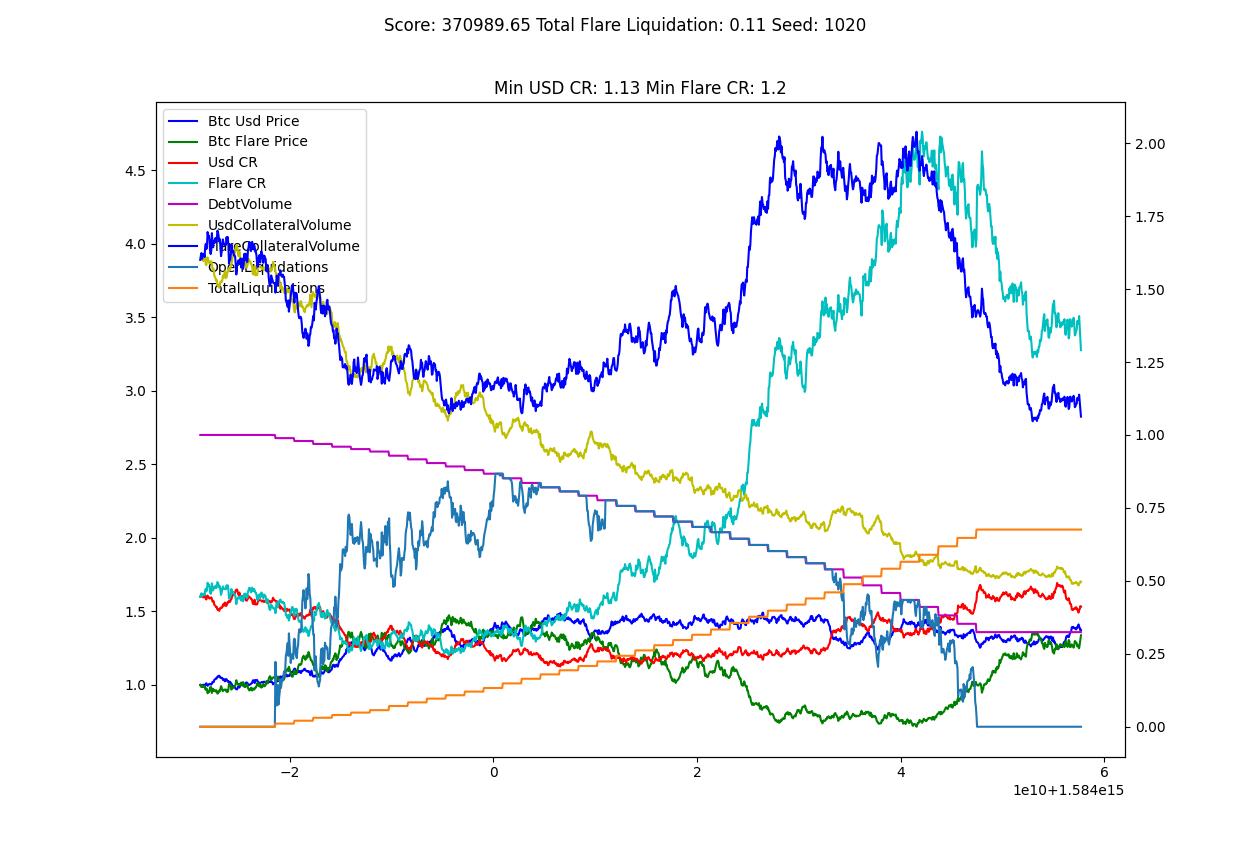 Score: 370989.65 Total Flare Liquidation: 0.11 Seed: 1020
Min USD CR: 1.13 Min Flare CR: 1.2
Btc Usd Price
Btc Flare Price
Usd CR
Flare CR
DebtVolume
UsdCollateralVolume
FlareCollateralVolume
OpenLiquidations
TotalLiquidations
4.5
4.0
3.5
3.0
2.5
2.0
1.5
1.0
2.00
1.75
1.50
1.25
1.00
0.75
0.50
0.25
0.00
−2
0
2
4
6
1e10+1.584e15